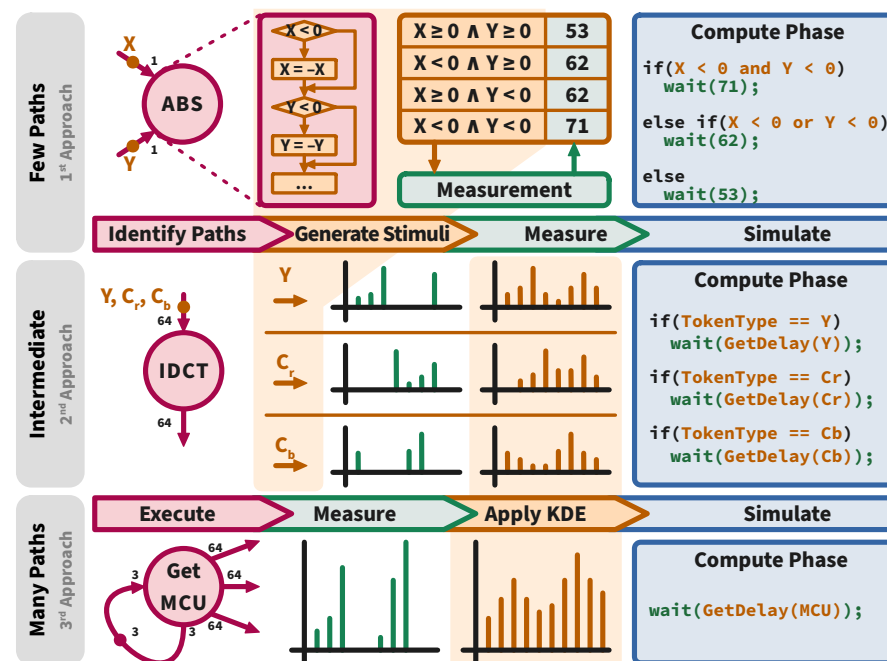 Few Paths
1st Approach
X
1
ABS
Y
1
X < 0
X = –X
Y < 0
Y = –Y
...
X ≥ 0 ∧ Y ≥ 0 53
X < 0 ∧ Y ≥ 0 62
X ≥ 0 ∧ Y < 0 62
X < 0 ∧ Y < 0 71
Measurement
Compute Phase
if(X < 0 and Y < 0)
wait(71);
else if(X < 0 or Y < 0)
wait(62);
else
wait(53);
Identify Paths
Generate Stimuli
Measure
Simulate
Intermediate
2nd Approach
Y, Cr, Cb
64
IDCT
64
Y
Cr
Cb
Compute Phase
if(TokenType == Y)
wait(GetDelay(Y));
if(TokenType == Cr)
wait(GetDelay(Cr));
if(TokenType == Cb)
wait(GetDelay(Cb));
Execute
Measure
Apply KDE
Simulate
Many Paths
3rd Approach
Get
MCU
3
64
64
64
3
3
Compute Phase
wait(GetDelay(MCU));